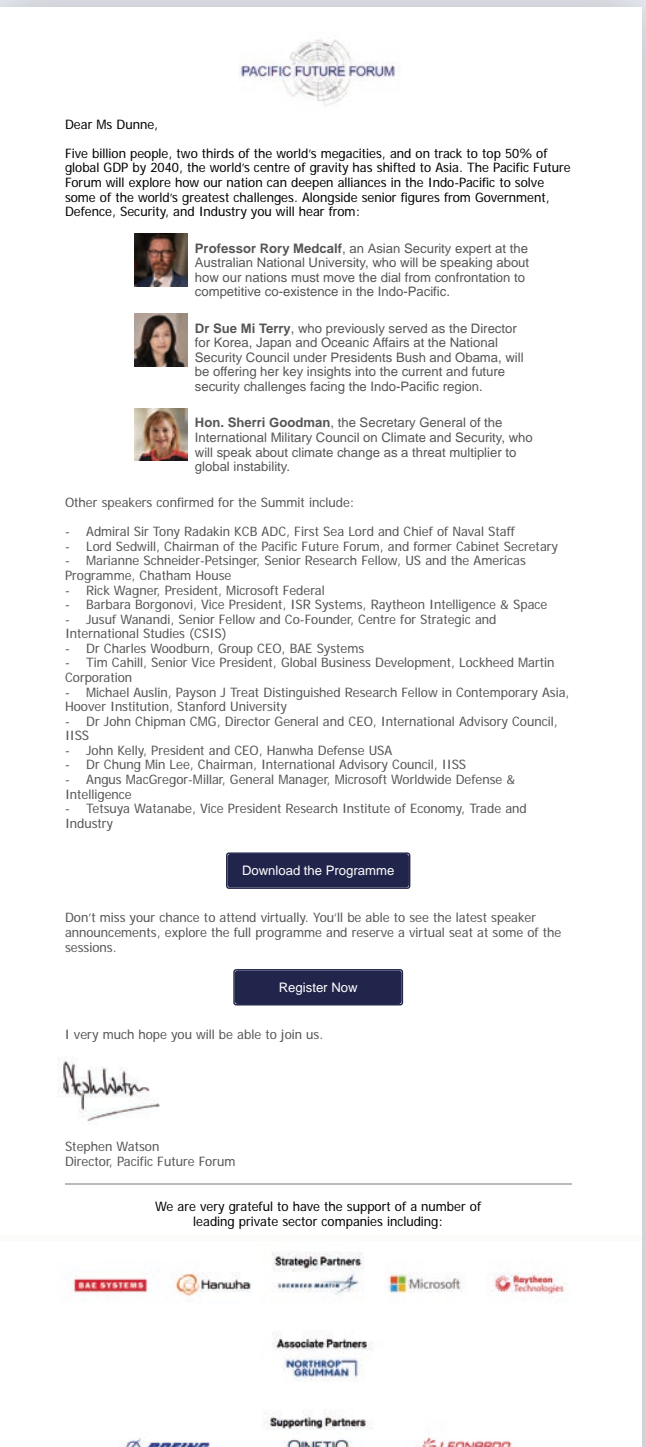 PACIFIC FUTURE FORUM
Dear Ms Dunne,
Five billion people, two thirds of the world's megacities, and on track to top 50% of
global GDP by 2040, the world's centre of gravity has shifted to Asia. The Pacific Future
Forum will explore how our nation can deepen alliances in the Indo-Pacific to solve
some of the world's greatest challenges. Alongside senior figures from Government,
Defence, Security, and Industry you will hear from:
Professor Rory Medcalf, an Asian Security expert at the
Australian National University, who will be speaking about
how our nations must move the dial from confrontation to
competitive co-existence in the Indo-Pacific.
Dr Sue Mi Terry, who previously served as the Director
for Korea, Japan and Oceanic Affairs at the National
Security Council under Presidents Bush and Obama, will
be offering her key insights into the current and future
security challenges facing the Indo-Pacific region.
Hon. Sherri Goodman, the Secretary General of the
International Military Council on Climate and Security, who
will speak about climate change as a threat multiplier to
global instability.
Other speakers confirmed for the Summit include:
- Admiral Sir Tony Radakin KCB ADC, First Sea Lord and Chief of Naval Staff
- Lord Sedwill, Chairman of the Pacific Future Forum, and former Cabinet Secretary
- Marianne Schneider-Petsinger, Senior Research Fellow, US and the Americas
Programme, Chatham House
- Rick Wagner, President, Microsoft Federal
- Barbara Borgonovi, Vice President, ISR Systems, Raytheon Intelligence & Space
- Jusuf Wanandi, Senior Fellow and Co-Founder, Centre for Strategic and
International Studies (CSIS)
- Dr Charles Woodburn, Group CEO, BAE Systems
- Tim Cahill, Senior Vice President, Global Business Development, Lockheed Martin
Corporation
- Michael Auslin, Payson J Treat Distinguished Research Fellow in Contemporary Asia,
Hoover Institution, Stanford University
- Dr John Chipman CMG, Director General and CEO, International Advisory Council,
IISS
- John Kelly, President and CEO, Hanwha Defense USA
- Dr Chung Min Lee, Chairman, International Advisory Council, IISS
- Angus MacGregor-Millar, General Manager, Microsoft Worldwide Defense &
Intelligence
- Tetsuya Watanabe, Vice President Research Institute of Economy, Trade and
Industry
Download the Programme
Don't miss your chance to attend virtually. You'll be able to see the latest speaker
announcements, explore the full programme and reserve a virtual seat at some of the
sessions.
Register Now
I very much hope you will be able to join us.
Stephen Watson
Stephen Watson
Director, Pacific Future Forum
We are very grateful to have the support of a number of
leading private sector companies including:
Strategic Partners
BAE SYSTEMS Hanwha LOCKHEED MARTIN Microsoft Raytheon
Technologies
Associate Partners
NORTHROP
GRUMMAN
Supporting Partners
BOEING QINETIQ LEONARDO